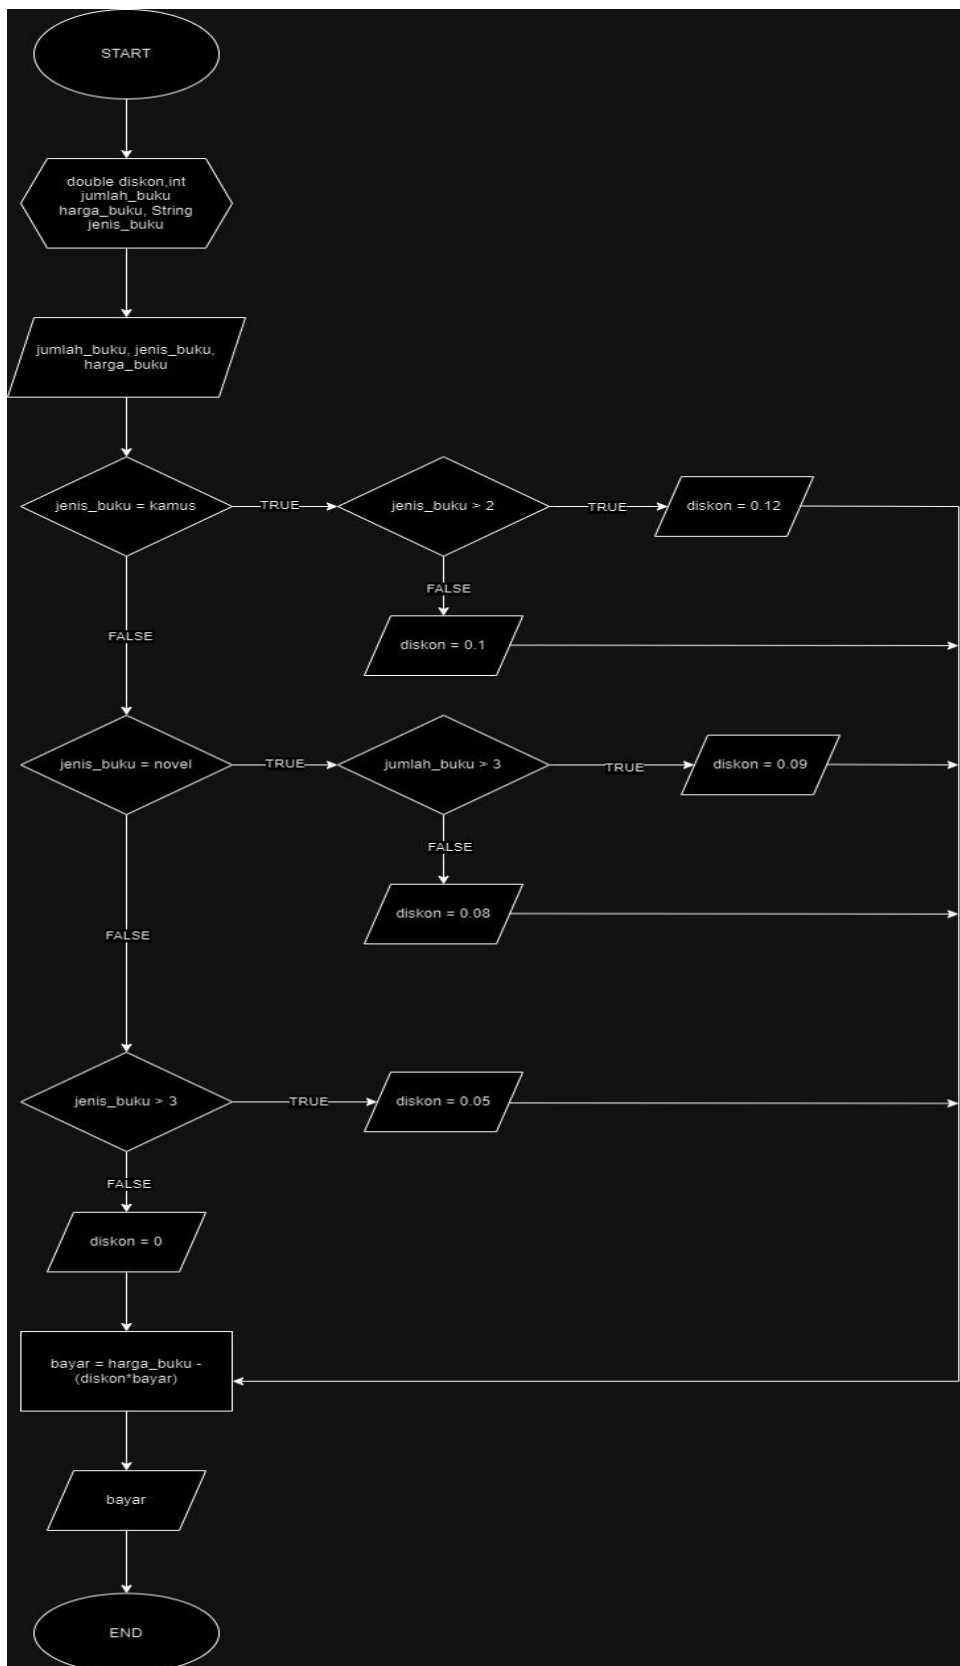 START
double diskon,int
jumlah_buku
harga_buku, String
jenis_buku
jumlah_buku, jenis_buku,
harga_buku
jenis_buku = kamus
TRUE
jenis_buku > 2
TRUE
diskon = 0.12
FALSE
diskon = 0.1
FALSE
jenis_buku = novel
TRUE
jumlah_buku > 3
TRUE
diskon = 0.09
FALSE
diskon = 0.08
FALSE
jenis_buku > 3
TRUE
diskon = 0.05
FALSE
diskon = 0
bayar = harga_buku -
(diskon*bayar)
bayar
END